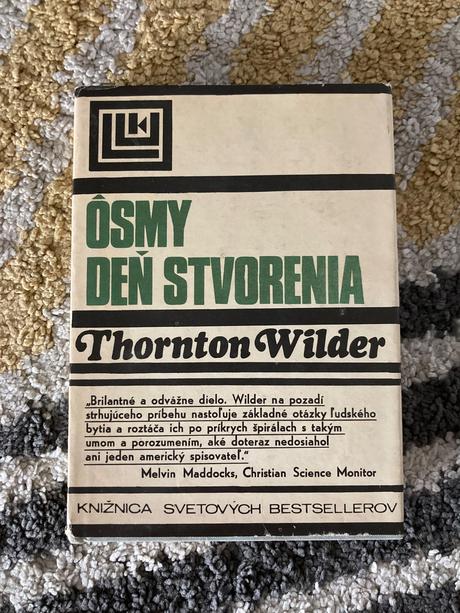 ÔSMY
DEŇ STVORENIA
Thornton Wilder
„Brilantné a odvážne dielo. Wilder na pozadí
strhujúceho príbehu nastoľuje základné otázky ľudského
bytia a roztáča ich po príkrych špirálach s takým
umom a porozumením, aké doteraz nedosiahol
ani jeden americký spisovateľ.“
Melvin Maddocks, Christian Science Monitor
KNIŽNICA SVETOVÝCH BESTSELLEROV